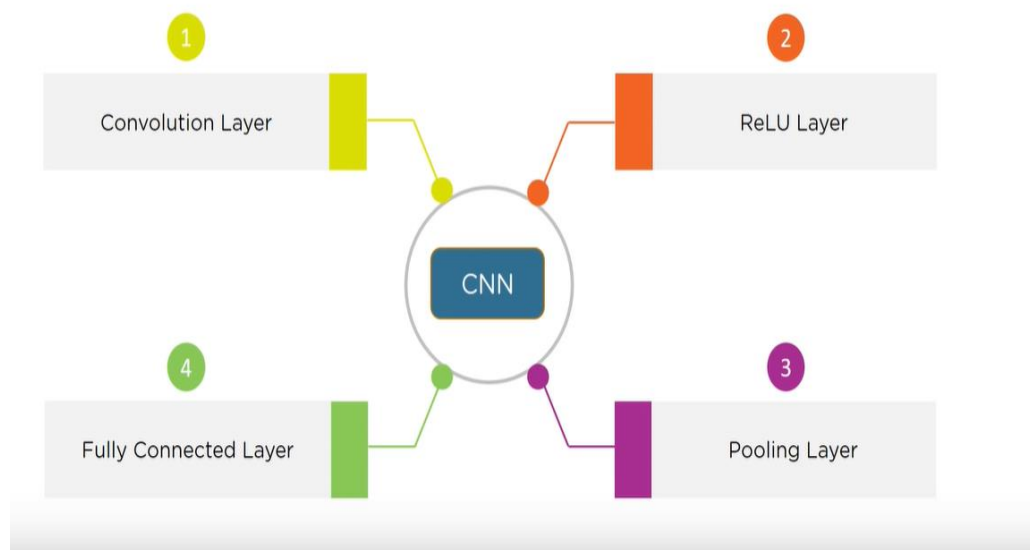 1
Convolution Layer
2
ReLU Layer
CNN
4
Fully Connected Layer
3
Pooling Layer